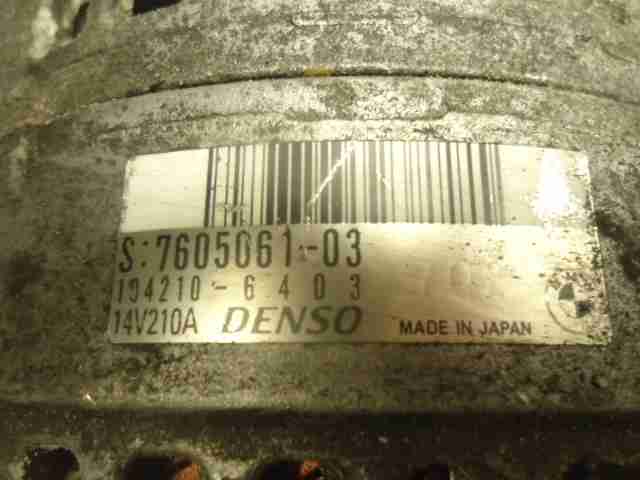 S:7605061-03
104210-6403
14V210A DENSO MADE IN JAPAN